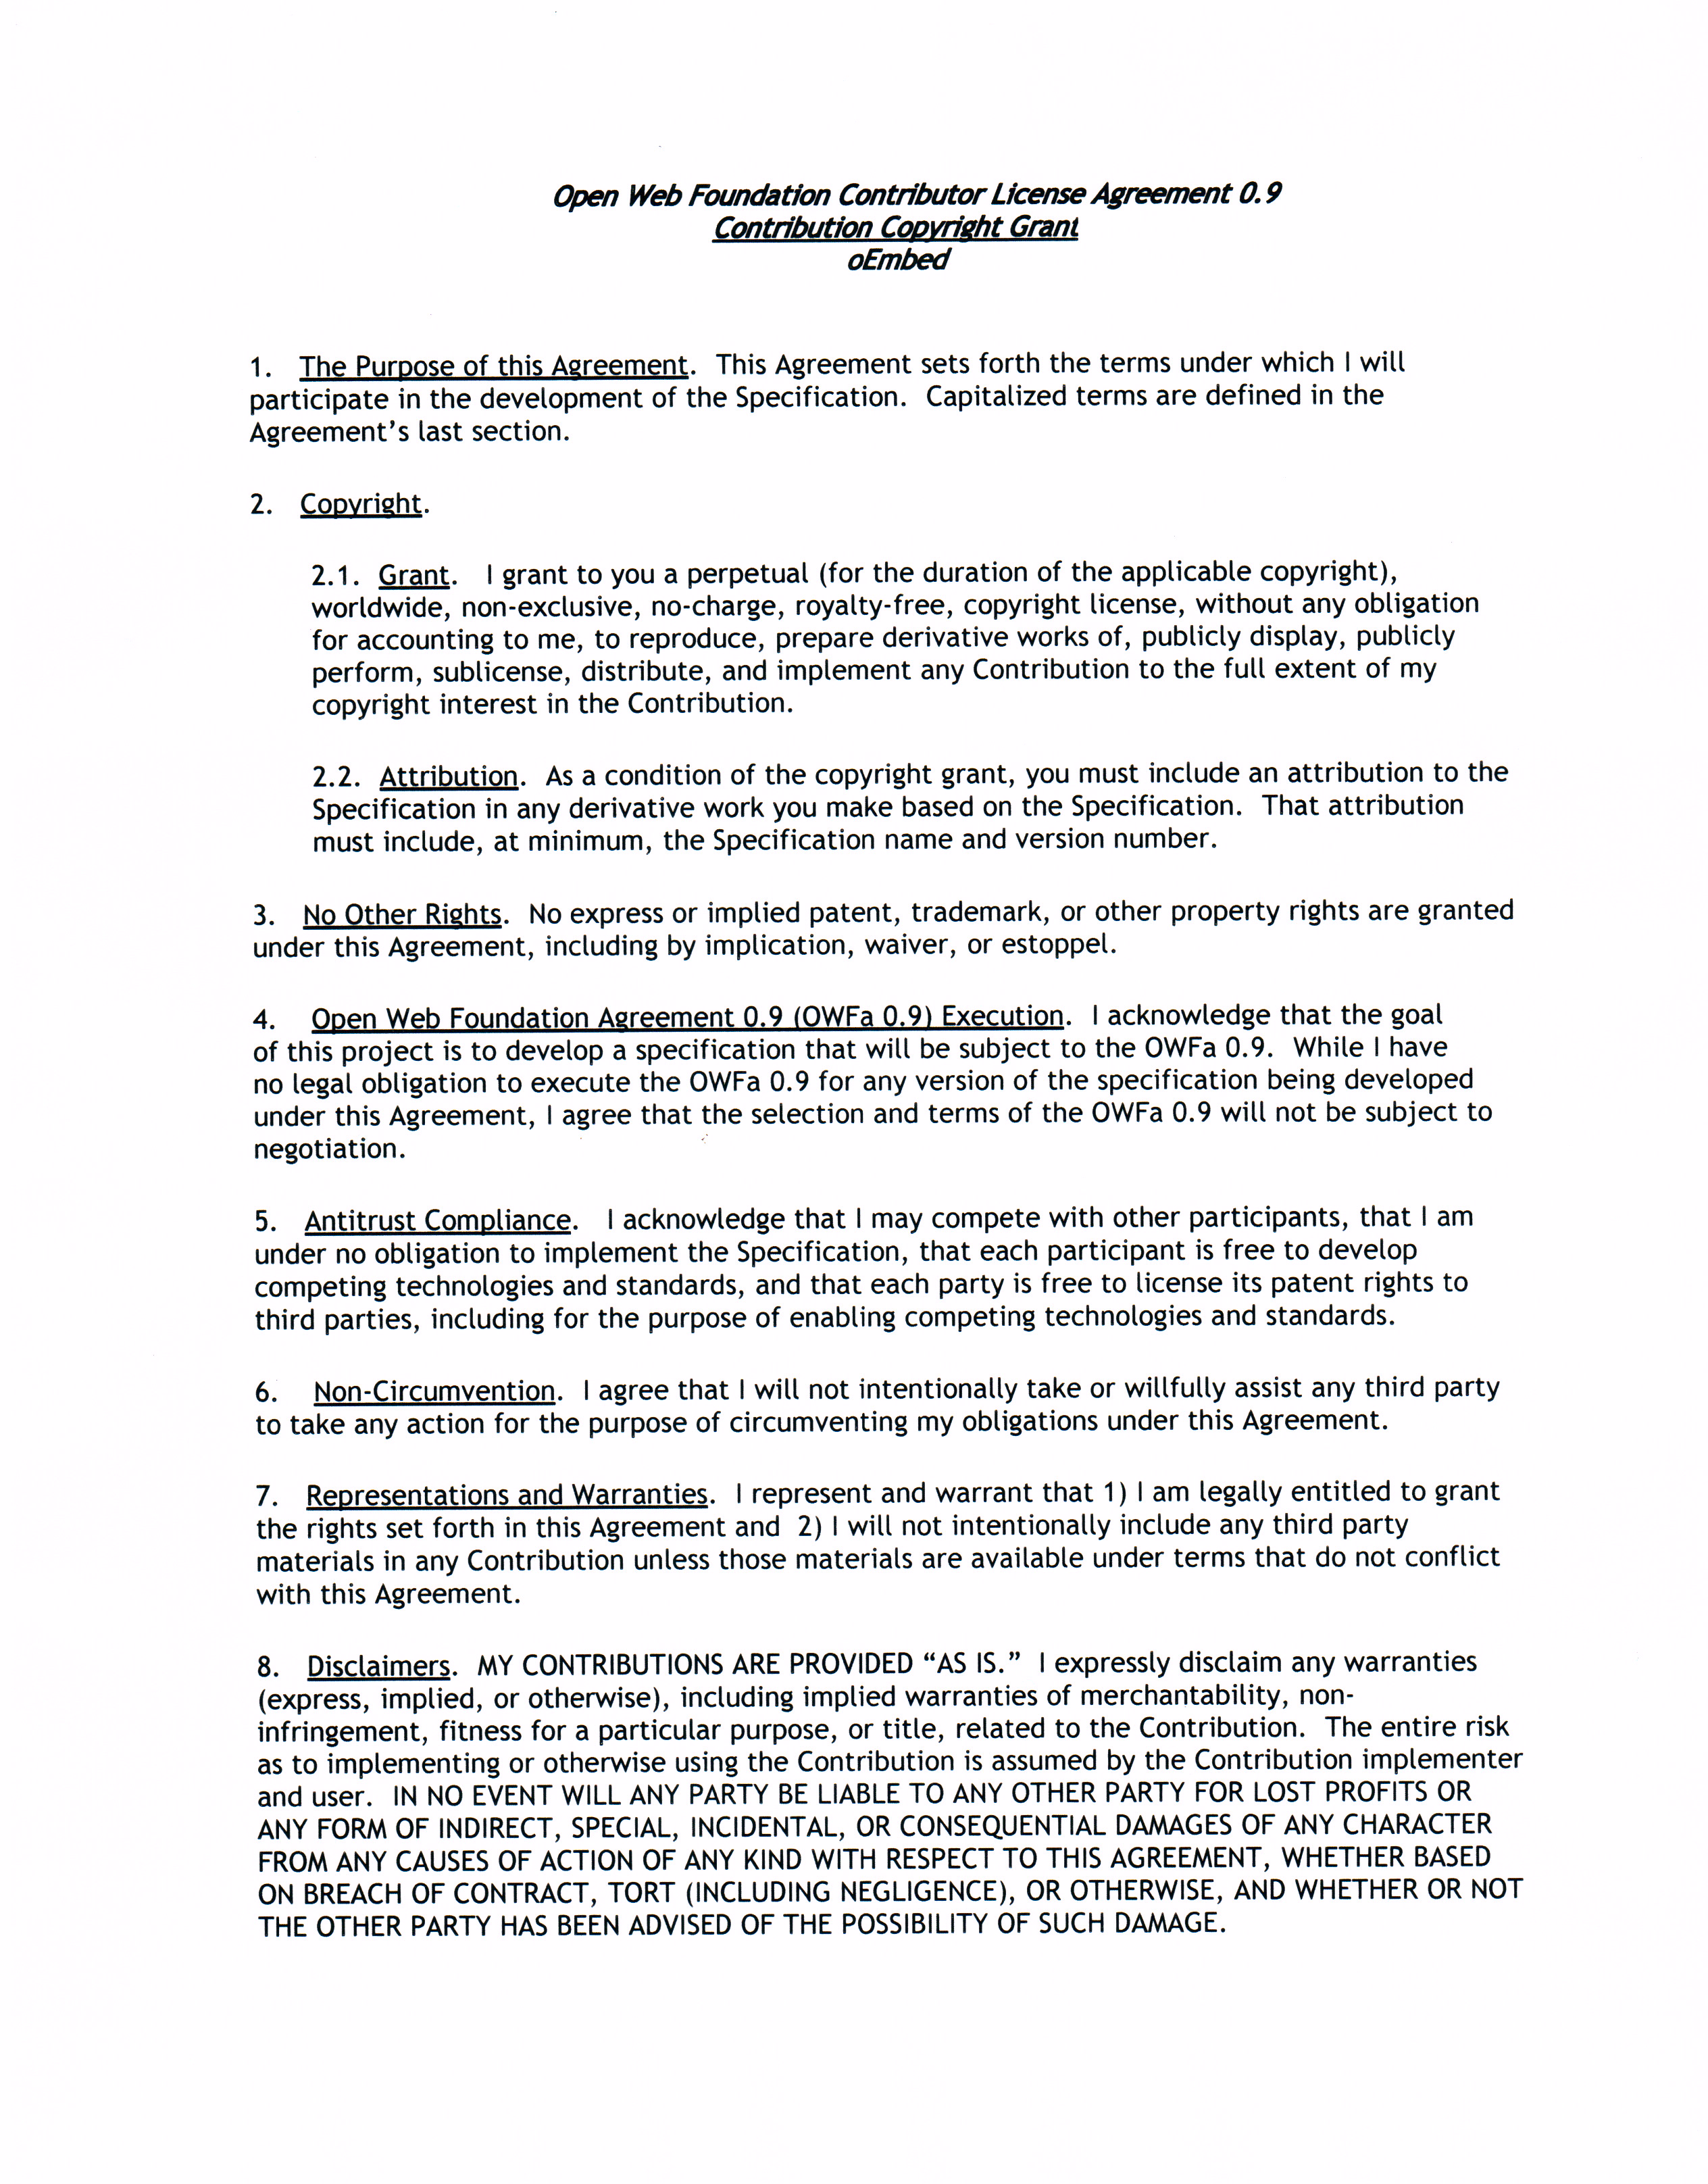 Open Web Foundation Contributor License Agreement 0.9
Contribution Copyright Grant
oEmbed
1. The Purpose of this Agreement. This Agreement sets forth the terms under which I will
participate in the development of the Specification. Capitalized terms are defined in the
Agreement’s last section.
2. Copyright.
2.1. Grant. I grant to you a perpetual (for the duration of the applicable copyright),
worldwide, non-exclusive, no-charge, royalty-free, copyright license, without any obligation
for accounting to me, to reproduce, prepare derivative works of, publicly display, publicly
perform, sublicense, distribute, and implement any Contribution to the full extent of my
copyright interest in the Contribution.
2.2. Attribution. As a condition of the copyright grant, you must include an attribution to the
Specification in any derivative work you make based on the Specification. That attribution
must include, at minimum, the Specification name and version number.
3. No Other Rights. No express or implied patent, trademark, or other property rights are granted
under this Agreement, including by implication, waiver, or estoppel.
4. Open Web Foundation Agreement 0.9 (OWFa 0.9) Execution. I acknowledge that the goal
of this project is to develop a specification that will be subject to the OWFa 0.9. While I have
no legal obligation to execute the OWFa 0.9 for any version of the specification being developed
under this Agreement, I agree that the selection and terms of the OWFa 0.9 will not be subject to
negotiation.
5. Antitrust Compliance. I acknowledge that I may compete with other participants, that I am
under no obligation to implement the Specification, that each participant is free to develop
competing technologies and standards, and that each party is free to license its patent rights to
third parties, including for the purpose of enabling competing technologies and standards.
6. Non-Circumvention. I agree that I will not intentionally take or willfully assist any third party
to take any action for the purpose of circumventing my obligations under this Agreement.
7. Representations and Warranties. I represent and warrant that 1) I am legally entitled to grant
the rights set forth in this Agreement and 2) I will not intentionally include any third party
materials in any Contribution unless those materials are available under terms that do not conflict
with this Agreement.
8. Disclaimers. MY CONTRIBUTIONS ARE PROVIDED “AS IS.” I expressly disclaim any warranties
(express, implied, or otherwise), including implied warranties of merchantability, non-
infringement, fitness for a particular purpose, or title, related to the Contribution. The entire risk
as to implementing or otherwise using the Contribution is assumed by the Contribution implementer
and user. IN NO EVENT WILL ANY PARTY BE LIABLE TO ANY OTHER PARTY FOR LOST PROFITS OR
ANY FORM OF INDIRECT, SPECIAL, INCIDENTAL, OR CONSEQUENTIAL DAMAGES OF ANY CHARACTER
FROM ANY CAUSES OF ACTION OF ANY KIND WITH RESPECT TO THIS AGREEMENT, WHETHER BASED
ON BREACH OF CONTRACT, TORT (INCLUDING NEGLIGENCE), OR OTHERWISE, AND WHETHER OR NOT
THE OTHER PARTY HAS BEEN ADVISED OF THE POSSIBILITY OF SUCH DAMAGE.